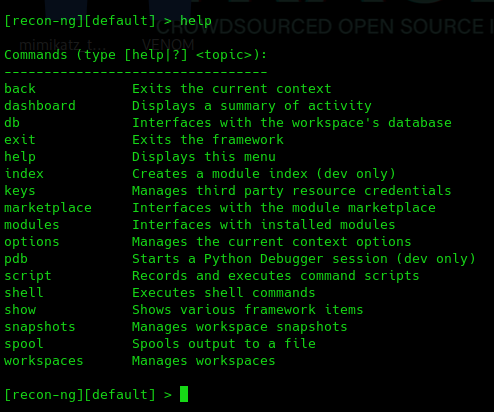 [recon-ng][default] > help
CROWDSOURCED OPEN SOURCE I
mimikatz_t... VENOM
Commands (type [help|?] <topic>):
---------------------------------
back            Exits the current context
dashboard       Displays a summary of activity
db              Interfaces with the workspace's database
exit            Exits the framework
help            Displays this menu
index           Creates a module index (dev only)
keys            Manages third party resource credentials
marketplace     Interfaces with the module marketplace
modules         Interfaces with installed modules
options         Manages the current context options
pdb             Starts a Python Debugger session (dev only)
script          Records and executes command scripts
shell           Executes shell commands
show            Shows various framework items
snapshots       Manages workspace snapshots
spool           Spools output to a file
workspaces      Manages workspaces
[recon-ng][default] >